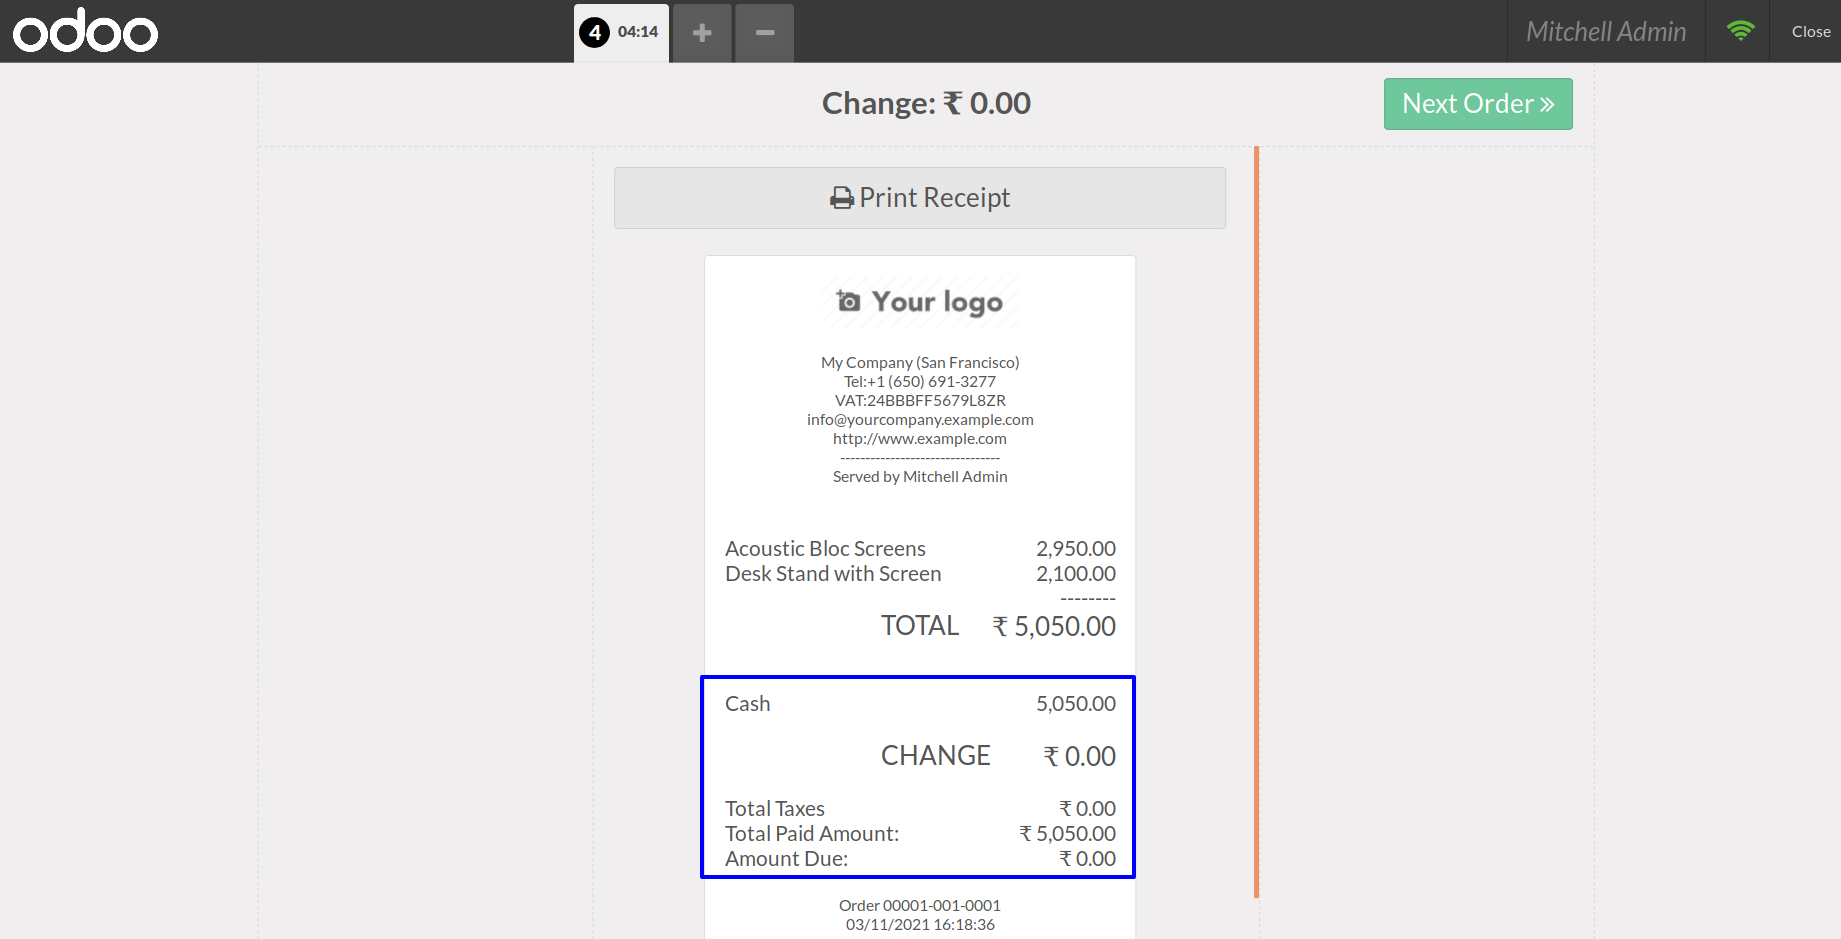 odoo
4 04:14 + −
Mitchell Admin
Close
Change: ₹ 0.00
Next Order »
Print Receipt
Your logo
My Company (San Francisco)
Tel:+1 (650) 691-3277
VAT:24BBBFF5679L8ZR
info@yourcompany.example.com
http://www.example.com
--------------------------------
Served by Mitchell Admin
Acoustic Bloc Screens 2,950.00
Desk Stand with Screen 2,100.00
--------
TOTAL ₹ 5,050.00
Cash 5,050.00
CHANGE ₹ 0.00
Total Taxes ₹ 0.00
Total Paid Amount: ₹ 5,050.00
Amount Due: ₹ 0.00
Order 00001-001-0001
03/11/2021 16:18:36